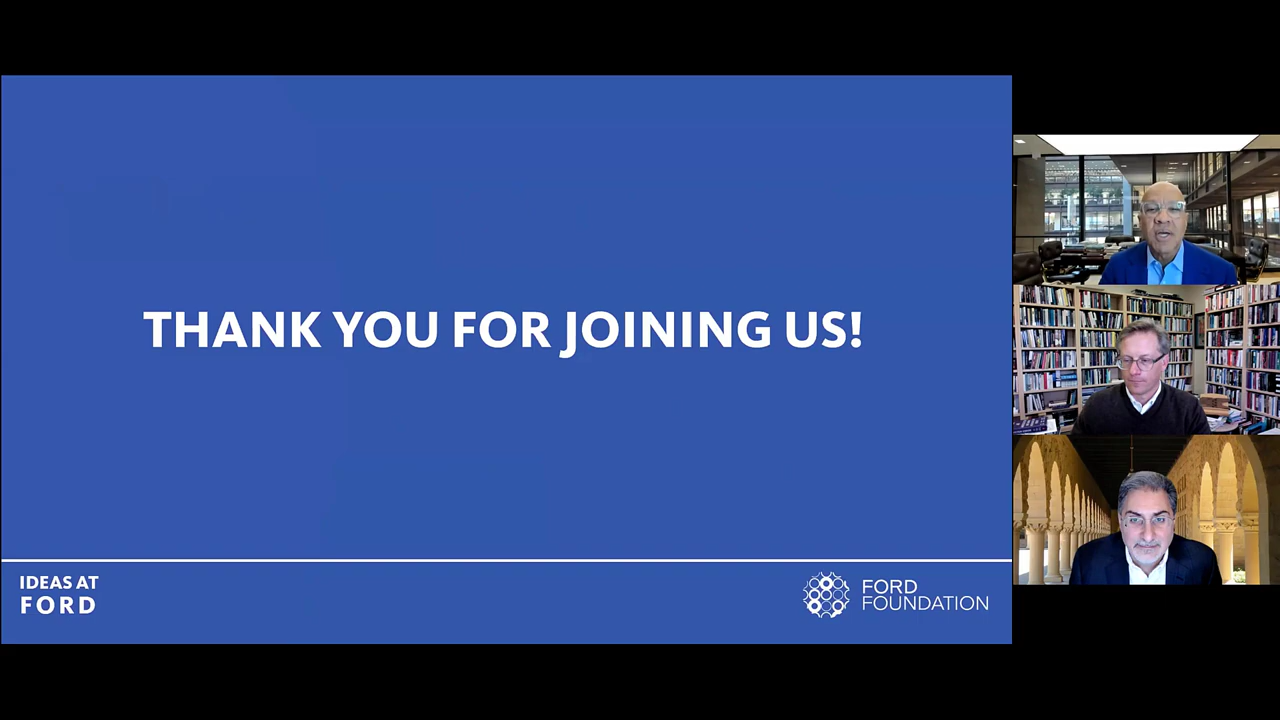 THANK YOU FOR JOINING US!
IDEAS AT
FORD
FORD
FOUNDATION